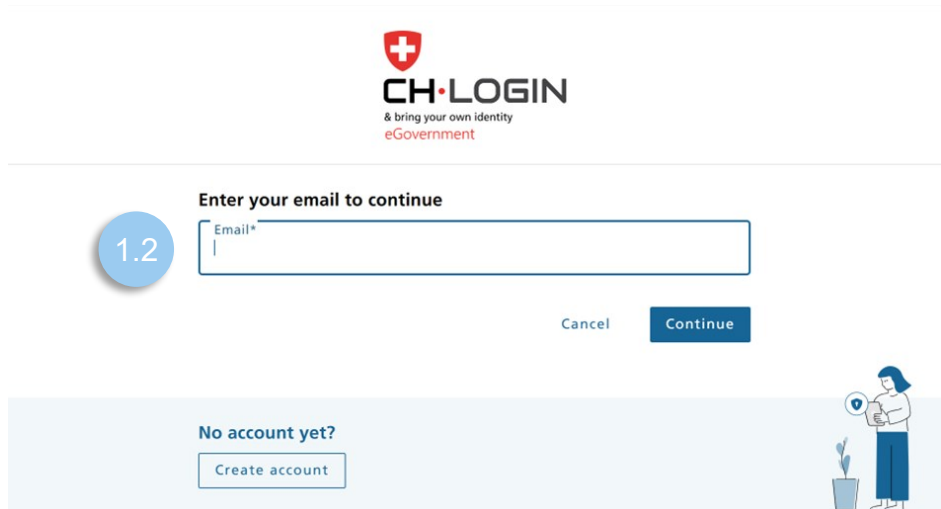 CH·LOGIN
& bring your own identity
eGovernment
Enter your email to continue
Email*
1.2
Cancel
Continue
No account yet?
Create account